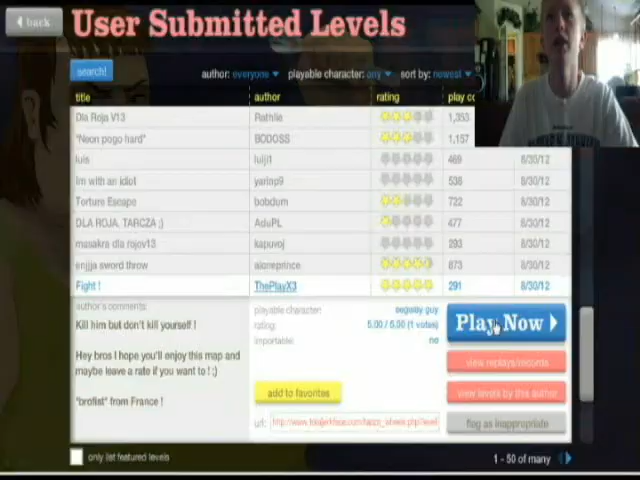 back
User Submitted Levels
search!
author: everyone playable character: any sort by: newest
title author rating play co
Dla Roja V13 1,353
"Neon pogo hard" BODOSS 1,157
luis luiji1 469 8/30/12
Im with an idiot yarinp9 536 8/30/12
Torture Escape bobdum 722 8/30/12
DLA ROJA, TARCZA ;) AduPL 477 8/30/12
masakra dla rojov13 kapuvoj 293 8/30/12
enjjja sword throw aloneprince 873 8/30/12
Fight ! ThePlayX3 291 8/30/12
author's comments:
Kill him but don't kill yourself !
Hey bros I hope you'll enjoy this map and
maybe leave a rate if you want to ! ;)
"brofist" from France !
playable character: segway guy
rating: 5.00 / 5.00 (1 votes)
importable: no
add to favorites
url:
Play Now
view replays/records
view levels by this author
flag as inappropriate
only list featured levels
1 - 50 of many